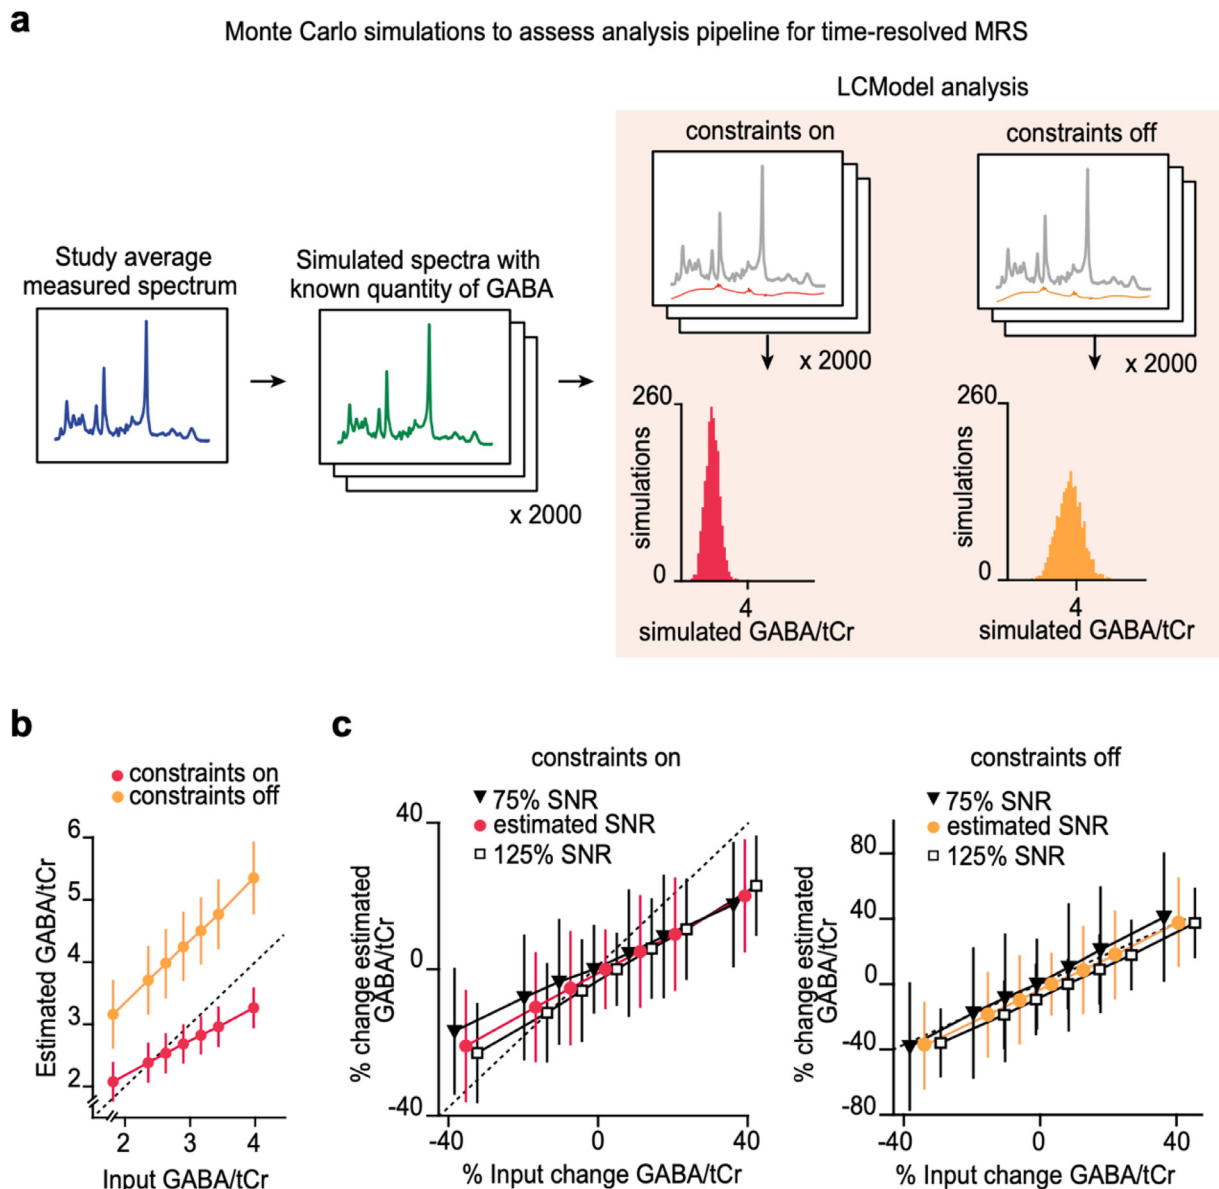 a
Monte Carlo simulations to assess analysis pipeline for time-resolved MRS
LCModel analysis
constraints on
constraints off
Study average
measured spectrum
Simulated spectra with
known quantity of GABA
x 2000
x 2000
x 2000
260
simulations
0
4
simulated GABA/tCr
260
simulations
0
4
simulated GABA/tCr
b
constraints on
constraints off
6
5
4
3
2
Estimated GABA/tCr
2
3
4
Input GABA/tCr
c
constraints on
75% SNR
estimated SNR
125% SNR
40
0
-40
% change estimated
GABA/tCr
-40
0
40
% Input change GABA/tCr
constraints off
75% SNR
estimated SNR
125% SNR
80
40
0
-40
-80
% change estimated
GABA/tCr
-40
0
40
% Input change GABA/tCr